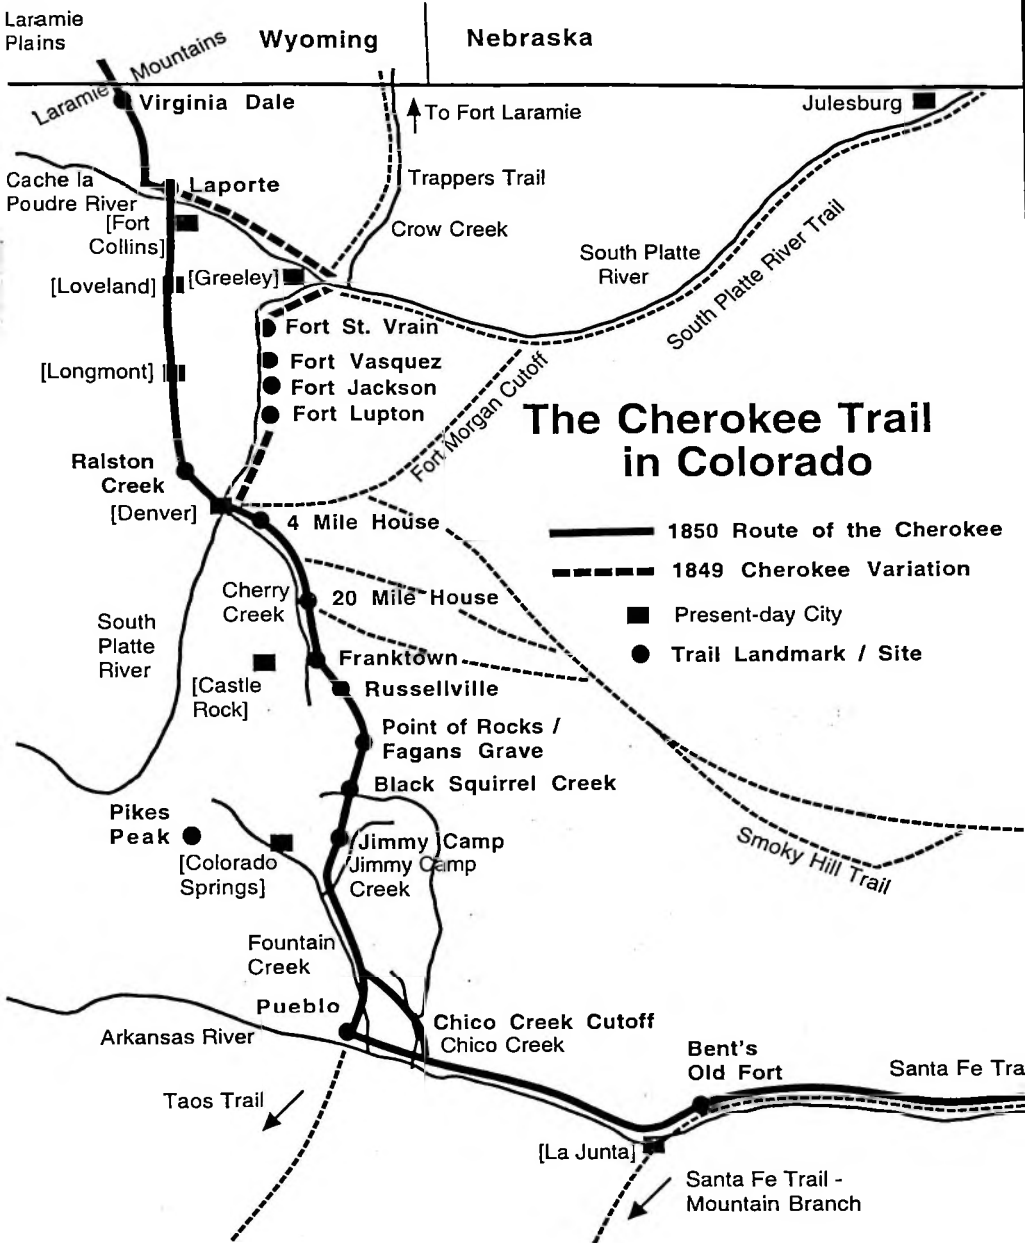 Laramie
Plains
Wyoming
Nebraska
Laramie Mountains
Virginia Dale
To Fort Laramie
Julesburg
Cache la
Poudre River
Laporte
Trappers Trail
[Fort
Collins]
Crow Creek
South Platte
River
South Platte River Trail
[Loveland]
[Greeley]
Fort St. Vrain
[Longmont]
Fort Vasquez
Fort Jackson
Fort Lupton
Fort Morgan Cutoff
The Cherokee Trail
in Colorado
Ralston
Creek
[Denver]
4 Mile House
1850 Route of the Cherokee
1849 Cherokee Variation
Present-day City
Trail Landmark / Site
Cherry
Creek
20 Mile House
South
Platte
River
Franktown
[Castle
Rock]
Russellville
Point of Rocks /
Fagans Grave
Black Squirrel Creek
Pikes
Peak
[Colorado
Springs]
Jimmy Camp
Jimmy Camp
Creek
Smoky Hill Trail
Fountain
Creek
Pueblo
Arkansas River
Chico Creek Cutoff
Chico Creek
Bent's
Old Fort
Santa Fe Tra
Taos Trail
[La Junta]
Santa Fe Trail -
Mountain Branch